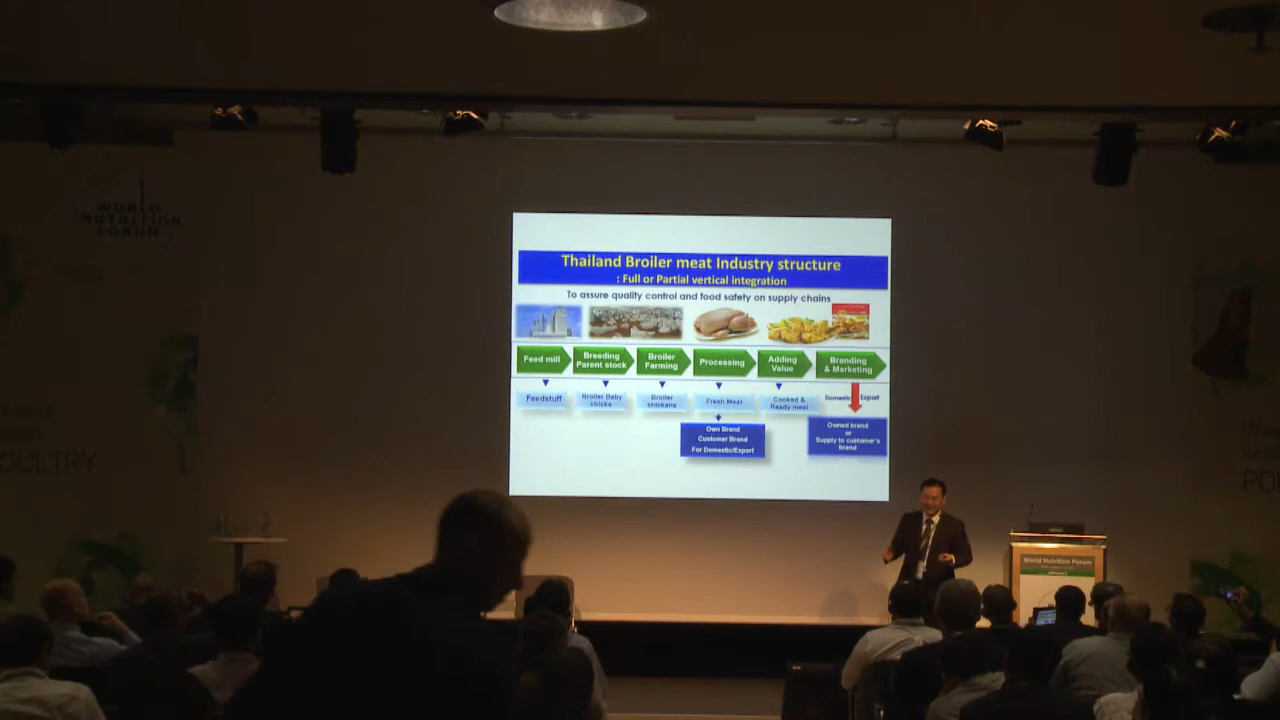 WORLD
NUTRITION
FORUM
Thailand Broiler meat Industry structure
: Full or Partial vertical integration
To assure quality control and food safety on supply chains
Feed mill
Breeding
Parent stock
Broiler
Farming
Processing
Adding
Value
Branding
& Marketing
Feedstuff
Broiler Baby
chicks
Broiler
chickens
Fresh Meat
Cooked &
Ready meal
Domestic
Export
Own Brand
Customer Brand
For Domestic/Export
Owned brand
or
Supply to customer's
brand
World Nutrition Forum